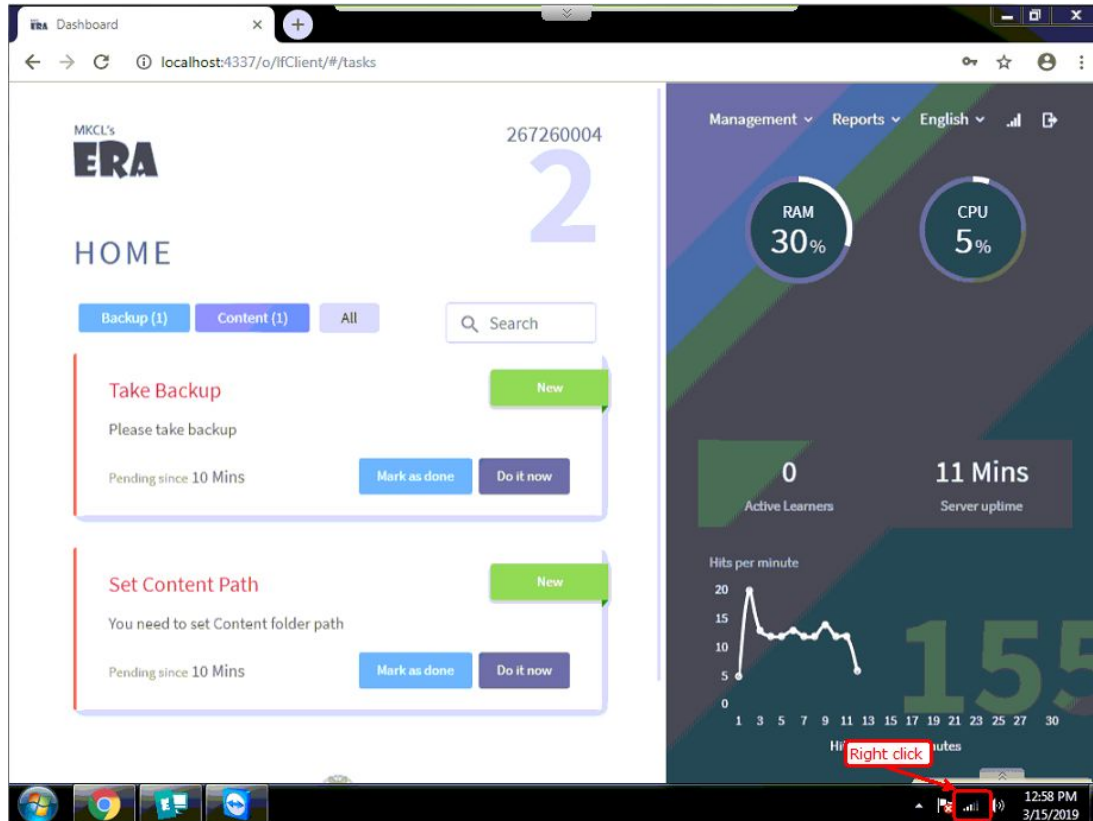 ERA Dashboard
localhost:4337/o/IfClient/#/tasks
Management Reports English
MKCL's
ERA
267260004
2
HOME
RAM
30%
CPU
5%
Backup (1) Content (1) All Search
Take Backup
New
Please take backup
Pending since 10 Mins Mark as done Do it now
Set Content Path
New
You need to set Content folder path
Pending since 10 Mins Mark as done Do it now
0
Active Learners
11 Mins
Server uptime
Hits per minute
20
15
10
5
0
1 3 5 7 9 11 13 15 17 19 21 23 25 27 30
155
Right click
12:58 PM
3/15/2019